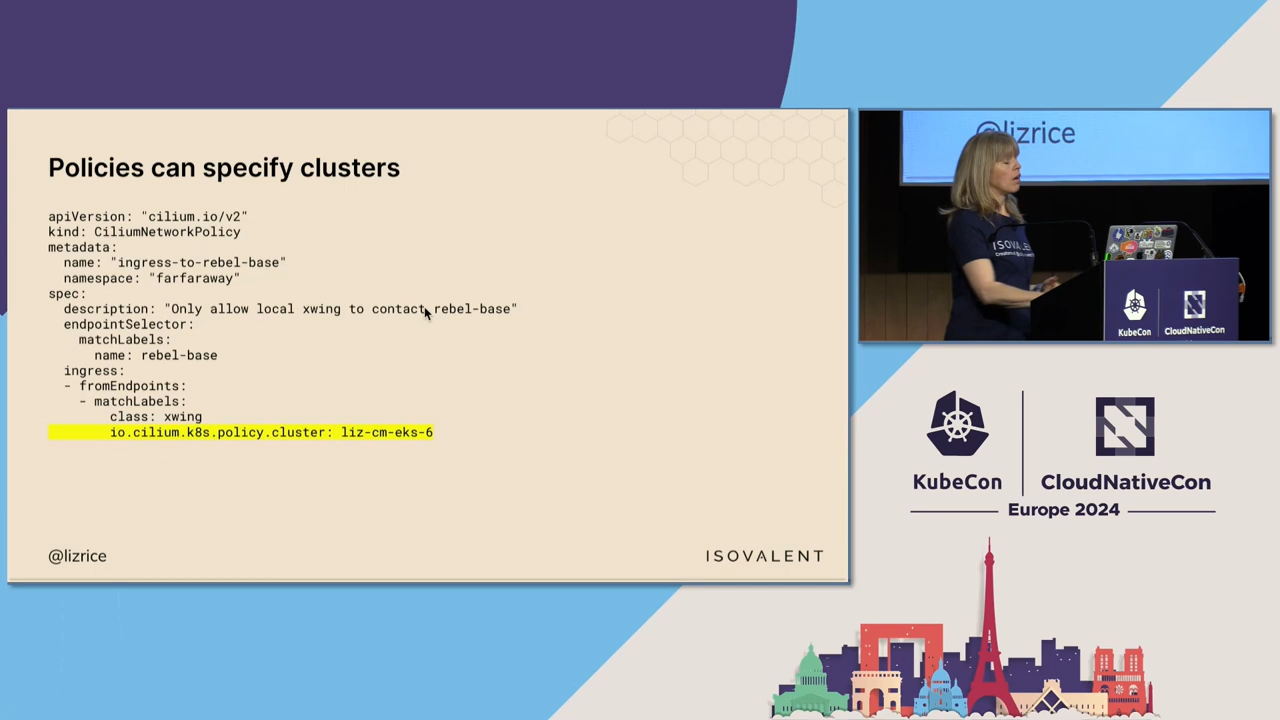 Policies can specify clusters
apiVersion: "cilium.io/v2"
kind: CiliumNetworkPolicy
metadata:
  name: "ingress-to-rebel-base"
  namespace: "farfaraway"
spec:
  description: "Only allow local xwing to contact rebel-base"
  endpointSelector:
    matchLabels:
      name: rebel-base
  ingress:
  - fromEndpoints:
    - matchLabels:
        class: xwing
        io.cilium.k8s.policy.cluster: liz-cm-eks-6
@lizrice
ISOVALENT
@lizrice
ISOVALENT
KubeCon
CloudNativeCon
KubeCon
CloudNativeCon
Europe 2024